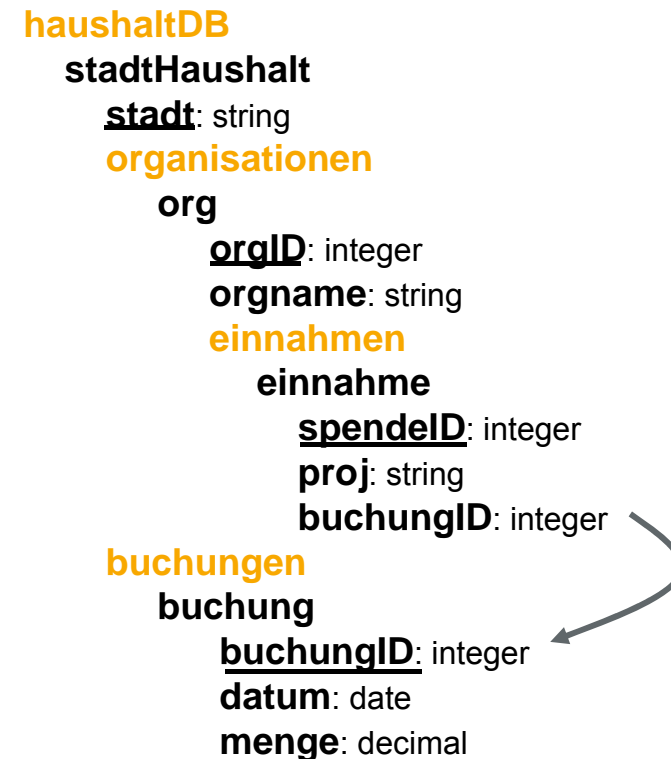 haushaltDB
stadtHaushalt
stadt: string
organisationen
org
orgID: integer
orgname: string
einnahmen
einnahme
spendeID: integer
proj: string
buchungID: integer
buchungen
buchung
buchungID: integer
datum: date
menge: decimal